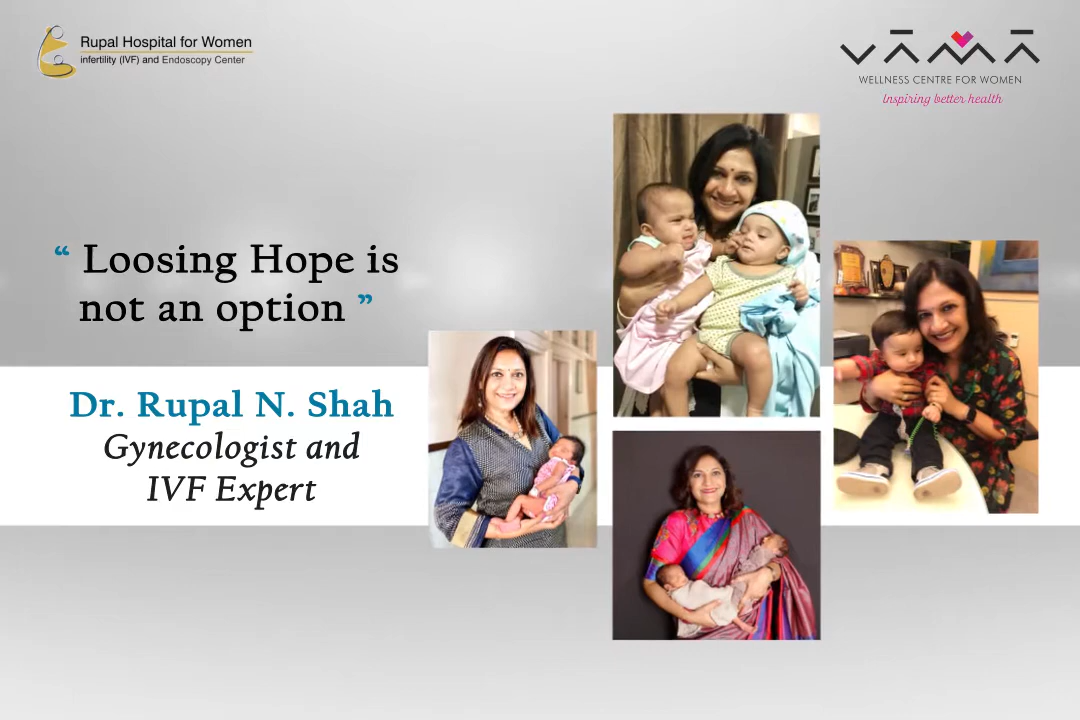 Rupal Hospital for Women
infertility (IVF) and Endoscopy Center
VĀMĀ
WELLNESS CENTRE FOR WOMEN
Inspiring better health
“ Loosing Hope is
not an option ”
Dr. Rupal N. Shah
Gynecologist and
IVF Expert